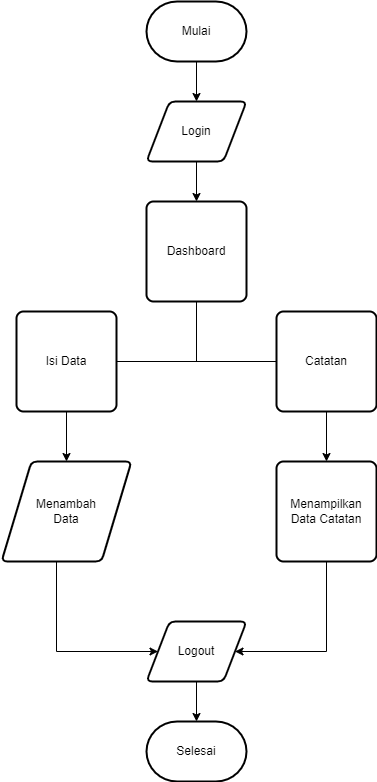 Mulai
Login
Dashboard
Isi Data
Catatan
Menambah
Data
Menampilkan
Data Catatan
Logout
Selesai